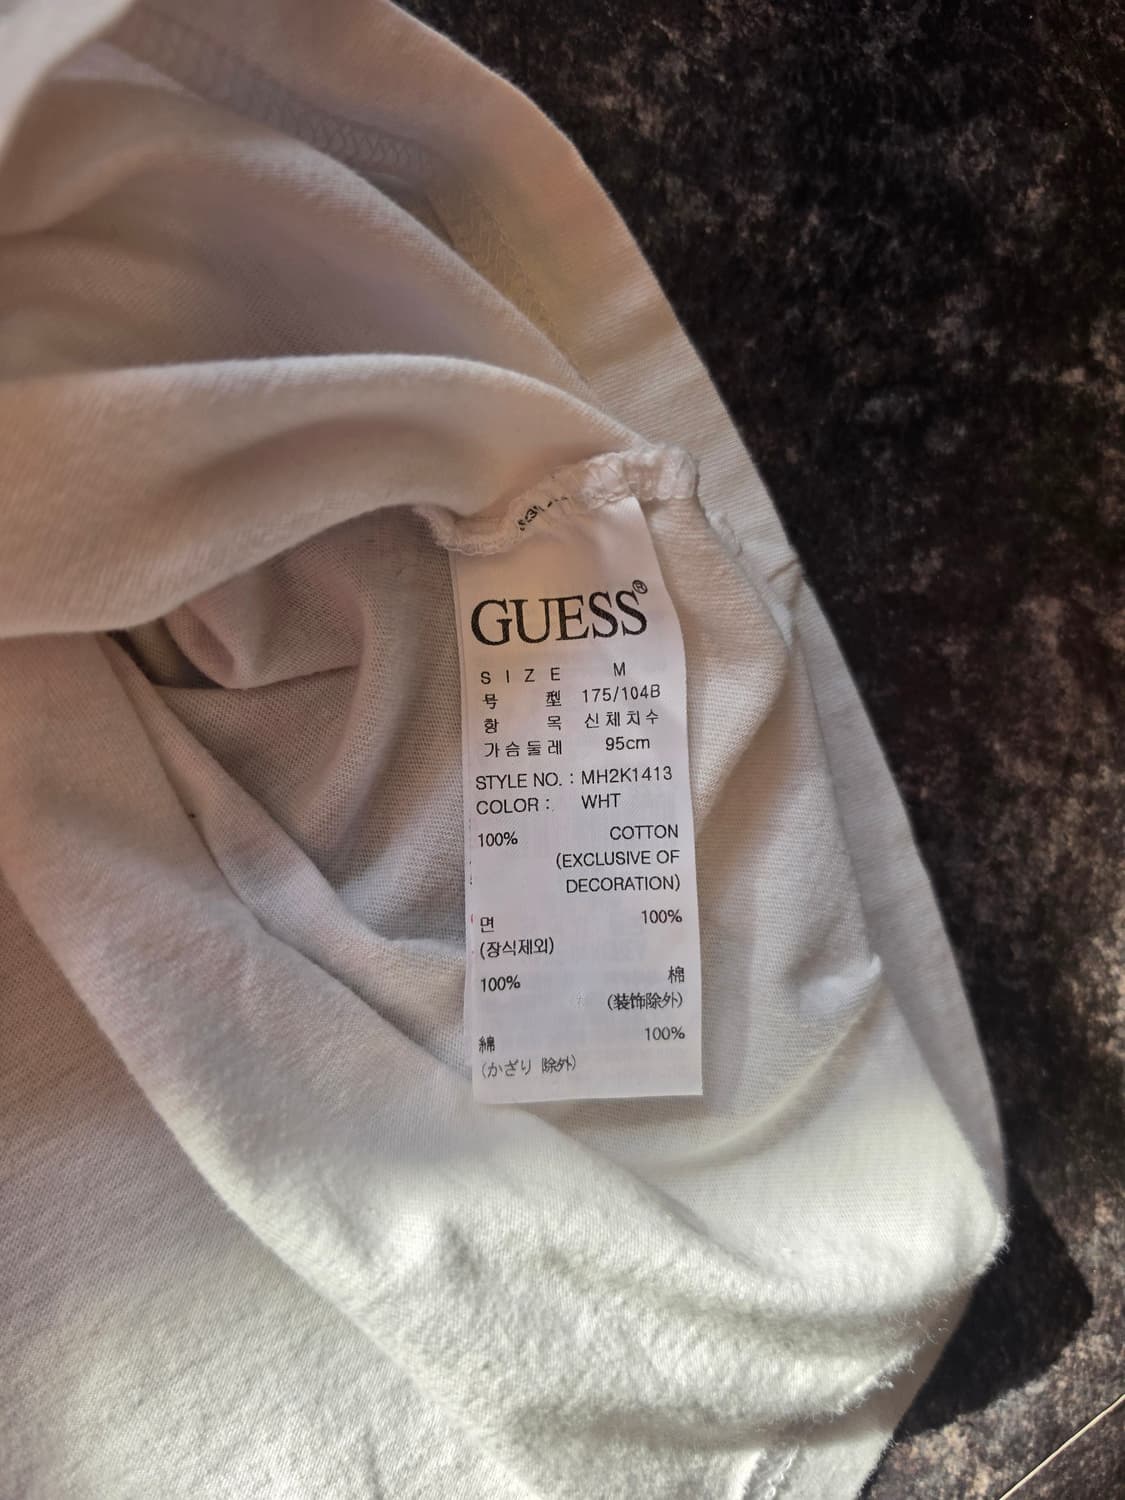 GUESS®
SIZE M
号型 175/104B
항목 신체치수
가슴둘레 95cm
STYLE NO. : MH2K1413
COLOR : WHT
100% COTTON
(EXCLUSIVE OF
DECORATION)
면 100%
(장식제외)
100% 棉
(装饰除外)
綿 100%
(かざり 除外)